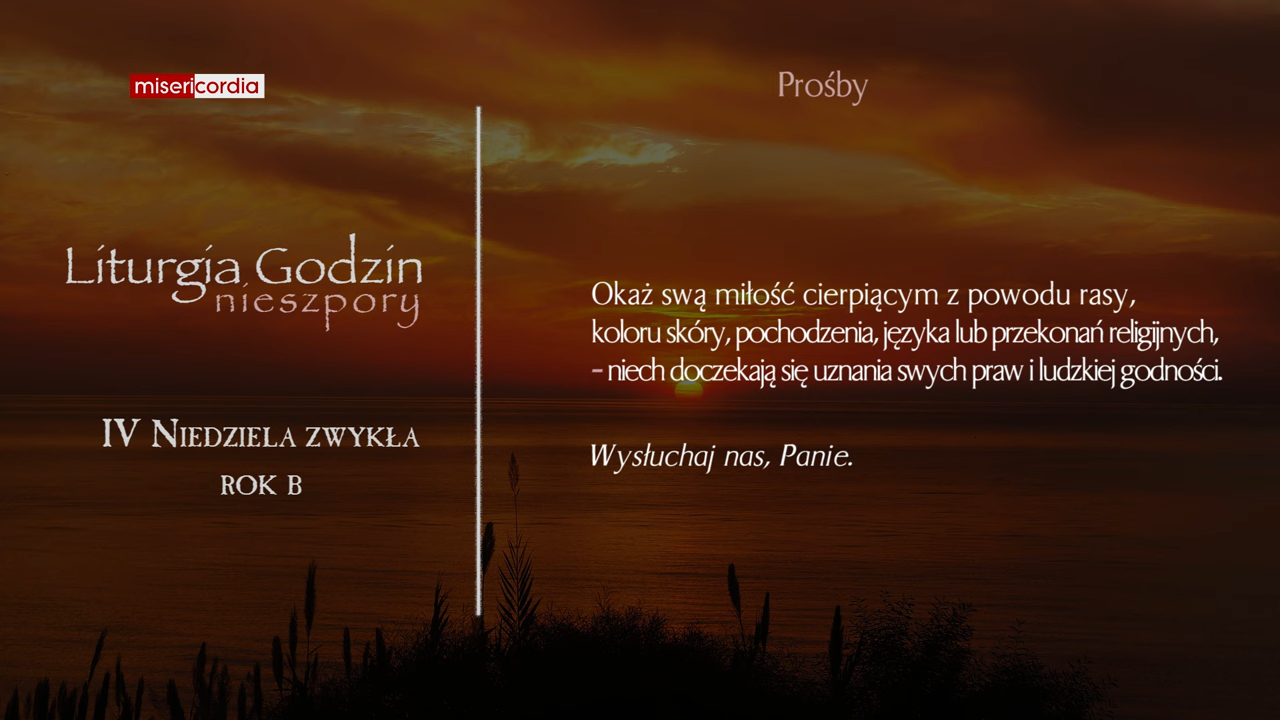 misericordia
Prośby
Liturgia Godzin
nieszpory
IV Niedziela zwykła
rok B
Okaż swą miłość cierpiącym z powodu rasy,
koloru skóry, pochodzenia, języka lub przekonań religijnych,
- niech doczekają się uznania swych praw i ludzkiej godności.
Wysłuchaj nas, Panie.